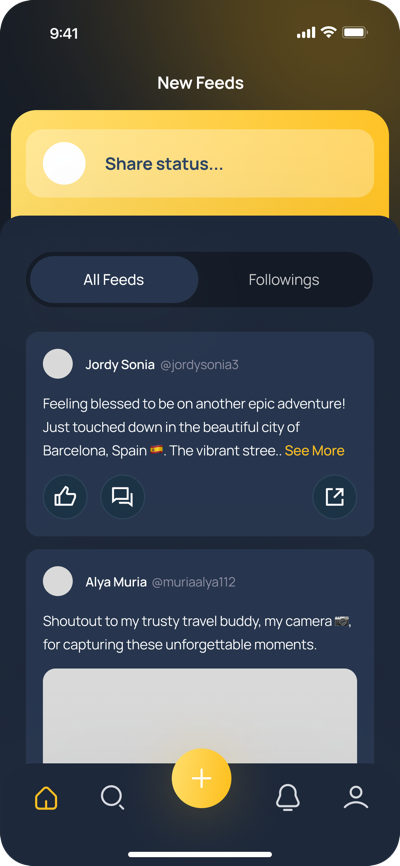 9:41
New Feeds
Share status...
All Feeds
Followings
Jordy Sonia @jordysonia3
Feeling blessed to be on another epic adventure!
Just touched down in the beautiful city of
Barcelona, Spain 🇪🇸. The vibrant stree.. See More
Alya Muria @muriaalya112
Shoutout to my trusty travel buddy, my camera 📸,
for capturing these unforgettable moments.